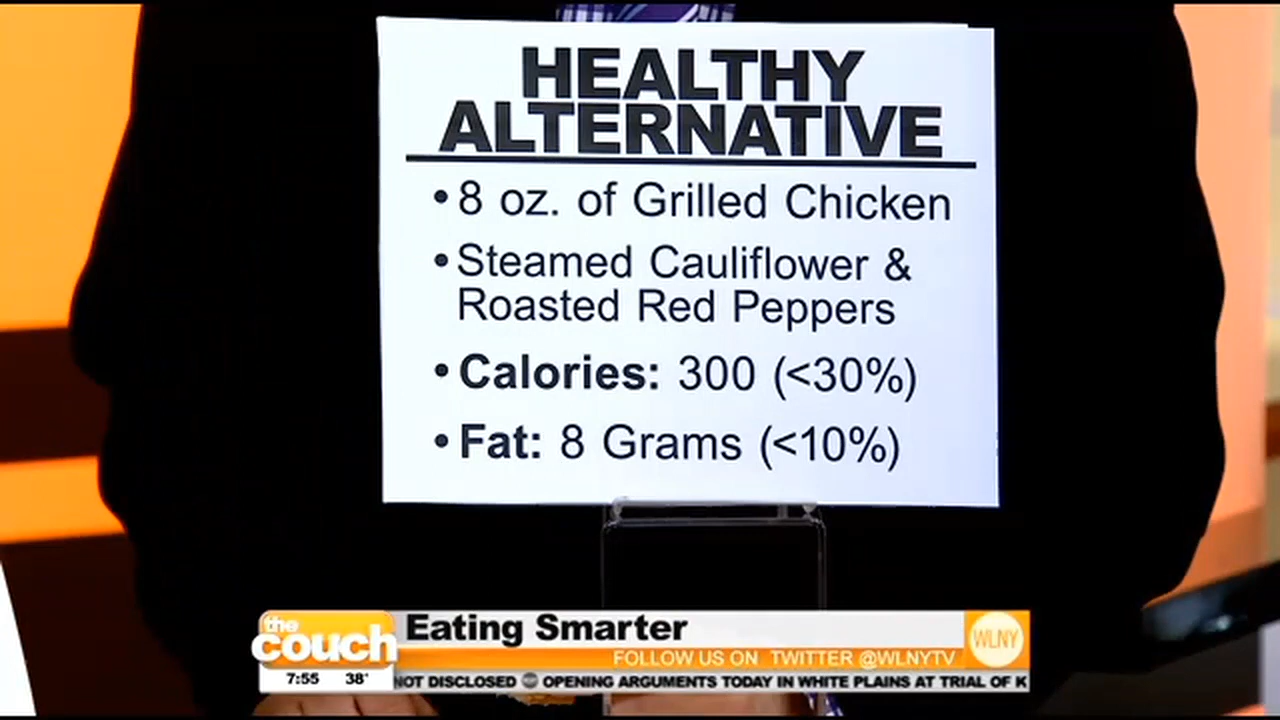 HEALTHY
ALTERNATIVE
• 8 oz. of Grilled Chicken
• Steamed Cauliflower &
Roasted Red Peppers
• Calories: 300 (<30%)
• Fat: 8 Grams (<10%)
the
couch
Eating Smarter
WLNY
FOLLOW US ON TWITTER @WLNYTV
7:55 38°
NOT DISCLOSED OPENING ARGUMENTS TODAY IN WHITE PLAINS AT TRIAL OF K